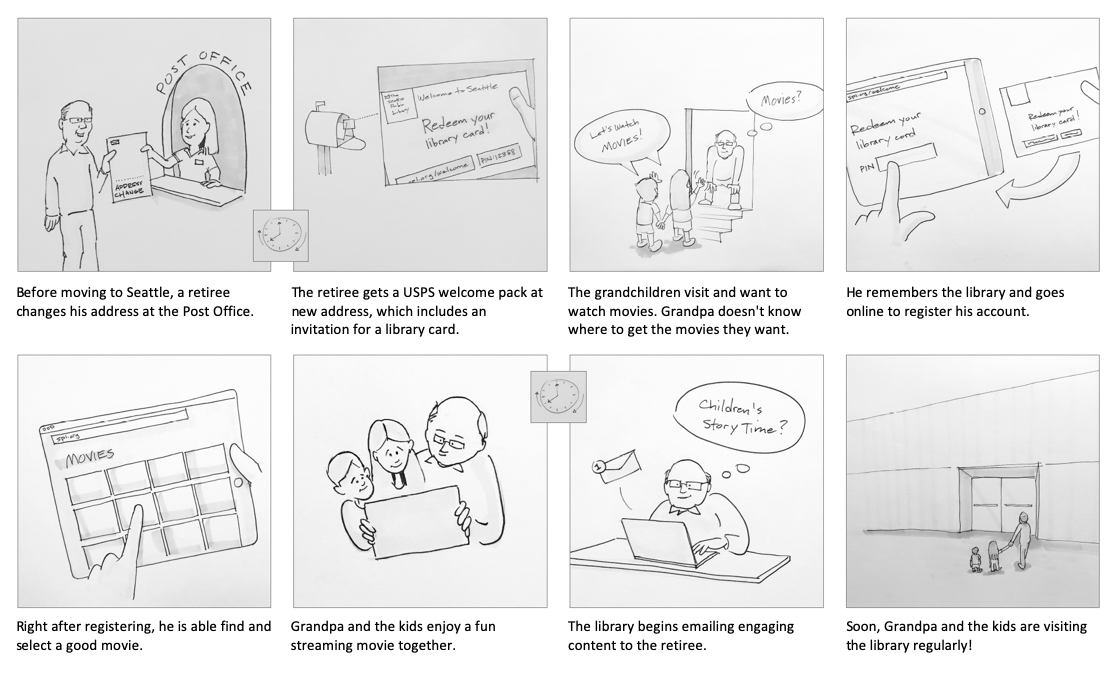 POST OFFICE
ADDRESS
CHANGE
Before moving to Seattle, a retiree
changes his address at the Post Office.
Welcome to Seattle
Redeem your
library card!
The retiree gets a USPS welcome pack at
new address, which includes an
invitation for a library card.
Let's Watch
MOVIES!
Movies?
The grandchildren visit and want to
watch movies. Grandpa doesn't know
where to get the movies they want.
spl.org/welcome
Redeem your
library card
PIN
Redeem your
library card!
He remembers the library and goes
online to register his account.
spl.org
MOVIES
Right after registering, he is able find and
select a good movie.
Grandpa and the kids enjoy a fun
streaming movie together.
Children's
Story Time?
1
The library begins emailing engaging
content to the retiree.
Soon, Grandpa and the kids are visiting
the library regularly!